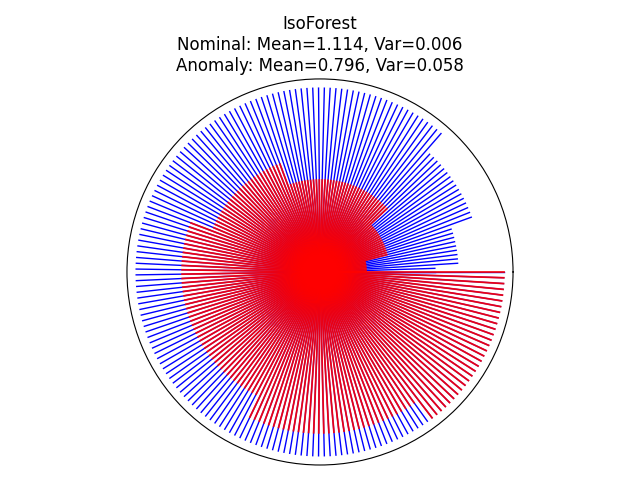 IsoForest
Nominal: Mean=1.114, Var=0.006
Anomaly: Mean=0.796, Var=0.058